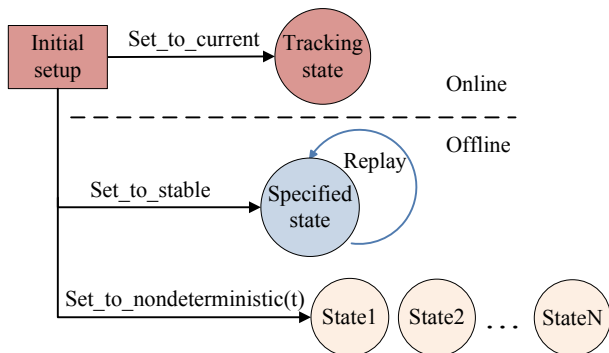 Initial
setup
Set_to_current
Tracking
state
Online
Offline
Replay
Set_to_stable
Specified
state
Set_to_nondeterministic(t)
State1
State2
...
StateN